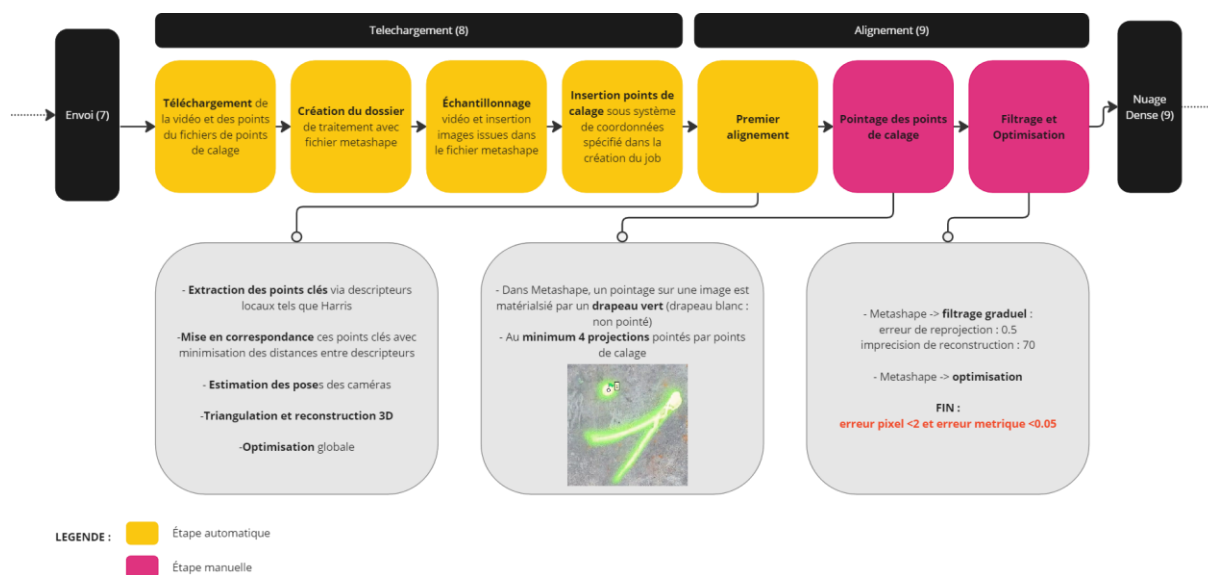 Telechargement (8)
Alignement (9)
Envoi (7)
Téléchargement de
la vidéo et des points
du fichiers de points
de calage
Création du dossier
de traitement avec
fichier metashape
Échantillonnage
vidéo et insertion
images issues dans
le fichier metashape
Insertion points de
calage sous système
de coordonnées
spécifié dans la
création du job
Premier
alignement
Pointage des points
de calage
Filtrage et
Optimisation
Nuage
Dense (9)
- Extraction des points clés via descripteurs
locaux tels que Harris
-Mise en correspondance ces points clés avec
minimisation des distances entre descripteurs
- Estimation des poses des caméras
-Triangulation et reconstruction 3D
-Optimisation globale
- Dans Metashape, un pointage sur une image est
matérialsié par un drapeau vert (drapeau blanc :
non pointé)
- Au minimum 4 projections pointés par points
de calage
- Metashape -> filtrage graduel :
erreur de reprojection : 0.5
imprecision de reconstruction : 70
- Metashape -> optimisation
FIN :
erreur pixel <2 et erreur metrique <0.05
LEGENDE :
Étape automatique
Étape manuelle